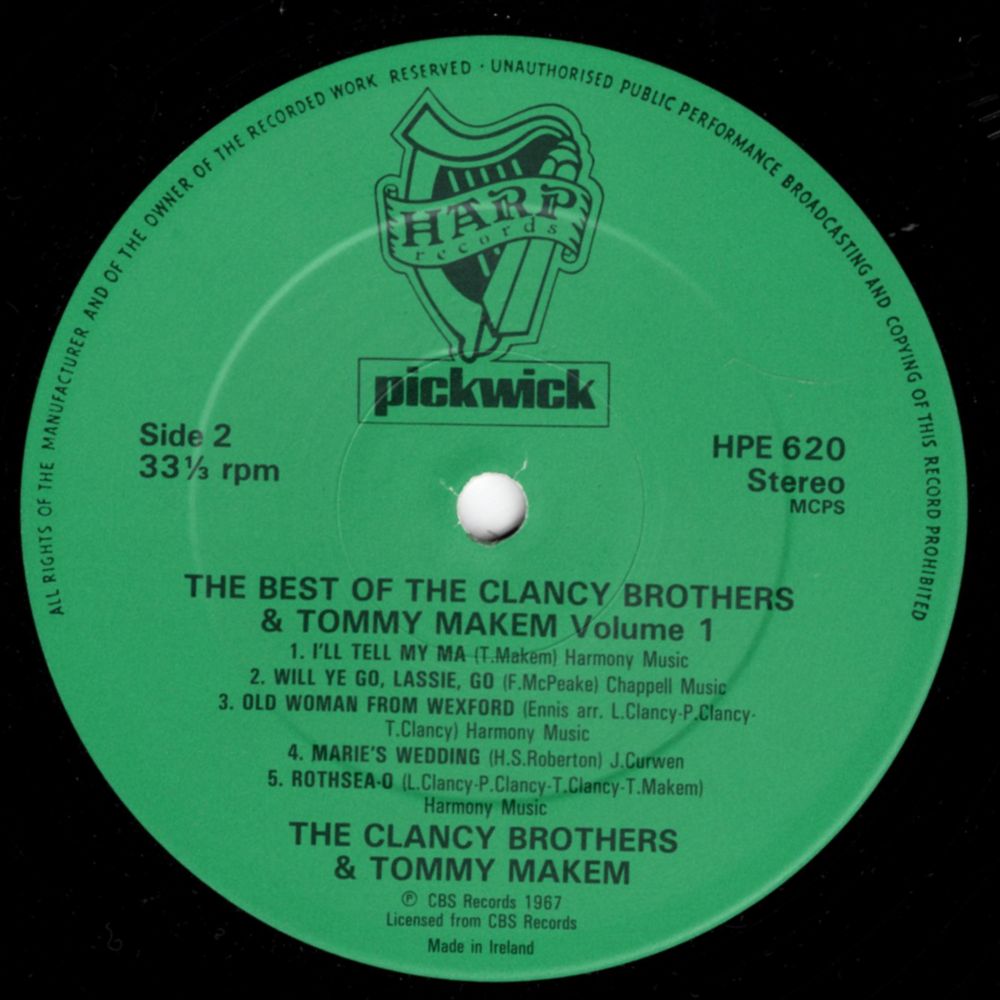 ALL RIGHTS OF THE MANUFACTURER AND OF THE OWNER OF THE RECORDED WORK RESERVED · UNAUTHORISED PUBLIC PERFORMANCE BROADCASTING AND COPYING OF THIS RECORD PROHIBITED
HARP
records
pickwick
Side 2
33⅓ rpm
HPE 620
Stereo
MCPS
THE BEST OF THE CLANCY BROTHERS
& TOMMY MAKEM Volume 1
1. I'LL TELL MY MA (T.Makem) Harmony Music
2. WILL YE GO, LASSIE, GO (F.McPeake) Chappell Music
3. OLD WOMAN FROM WEXFORD (Ennis arr. L.Clancy-P.Clancy-
T.Clancy) Harmony Music
4. MARIE'S WEDDING (H.S.Roberton) J.Curwen
5. ROTHSEA-O (L.Clancy-P.Clancy-T.Clancy-T.Makem)
Harmony Music
THE CLANCY BROTHERS
& TOMMY MAKEM
℗ CBS Records 1967
Licensed from CBS Records
Made in Ireland